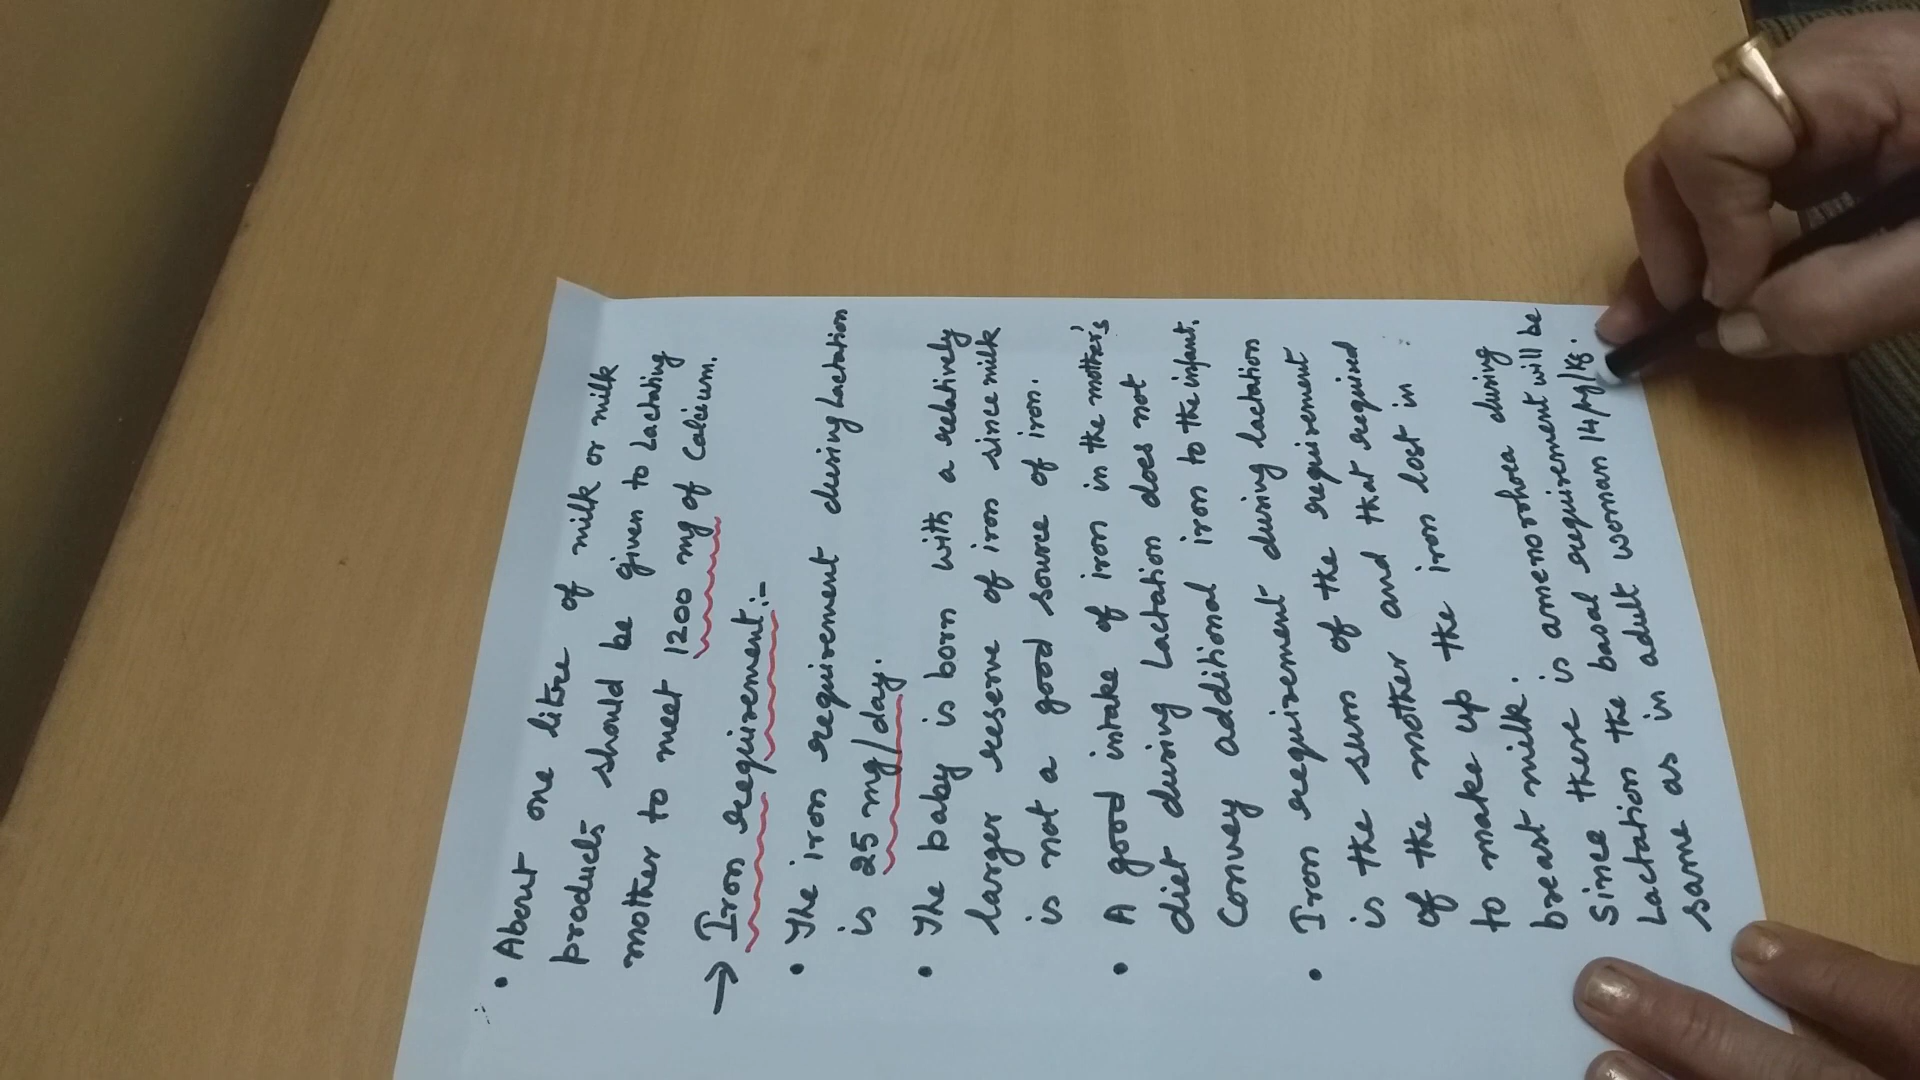 • About one litre of milk or milk
products should be given to Lactating
mother to meet 1200 mg of Calcium.
→ Iron requirement:-
• The iron requirement during Lactation
is 25 mg/day.
• The baby is born with a relatively
larger reserve of iron since milk
is not a good source of iron.
• A good intake of iron in the mother's
diet during Lactation does not
Convey additional iron to the infant.
• Iron requirement during lactation
is the sum of the requirement
of the mother and that required
to make up the iron lost in
breast milk.
Since there is amenorrhoea during
Lactation the basal requirement will be
same as in adult woman 14 µg/kg.